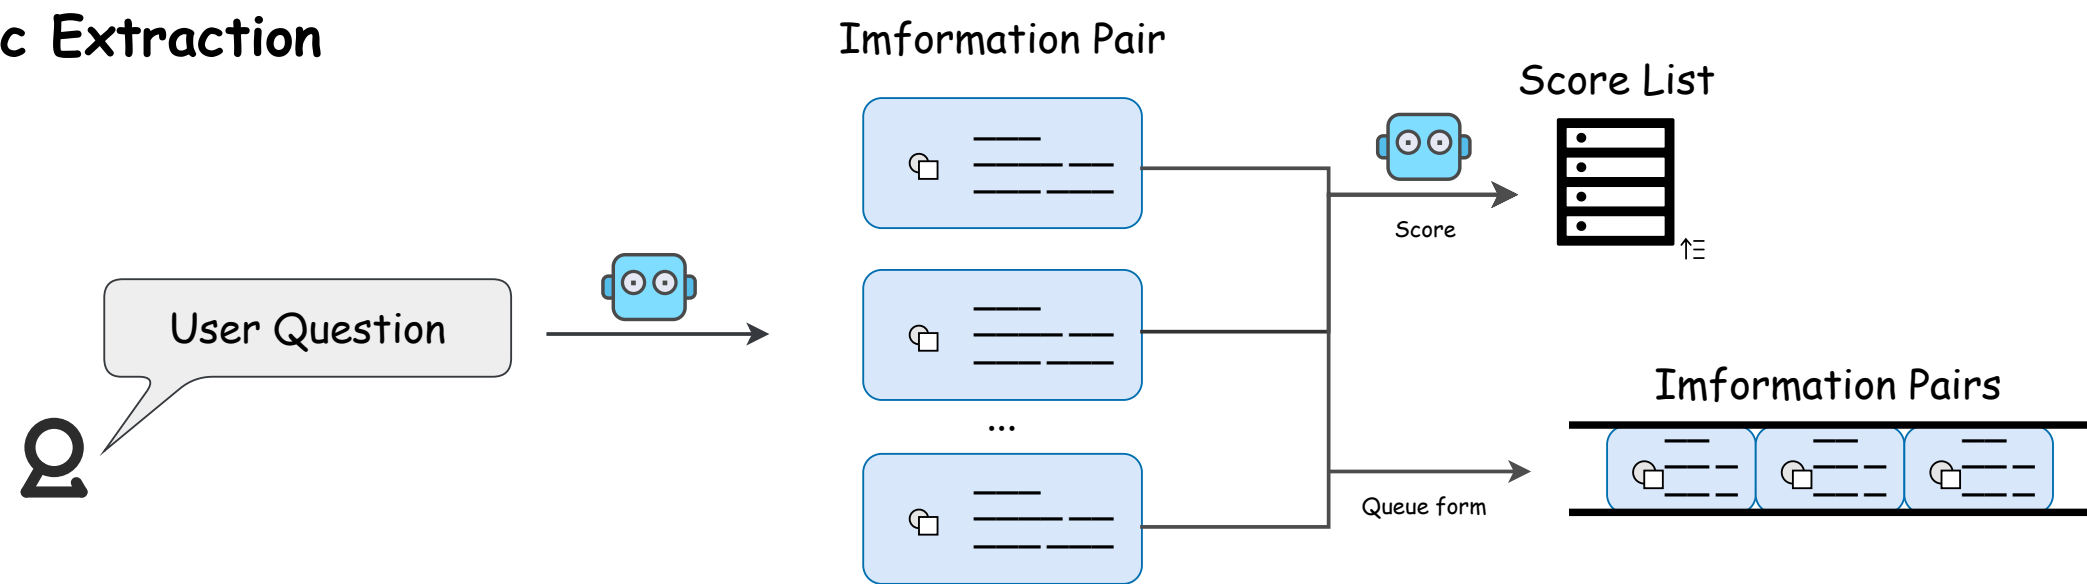 c Extraction
Imformation Pair
Score List
Score
User Question
...
Imformation Pairs
Queue form